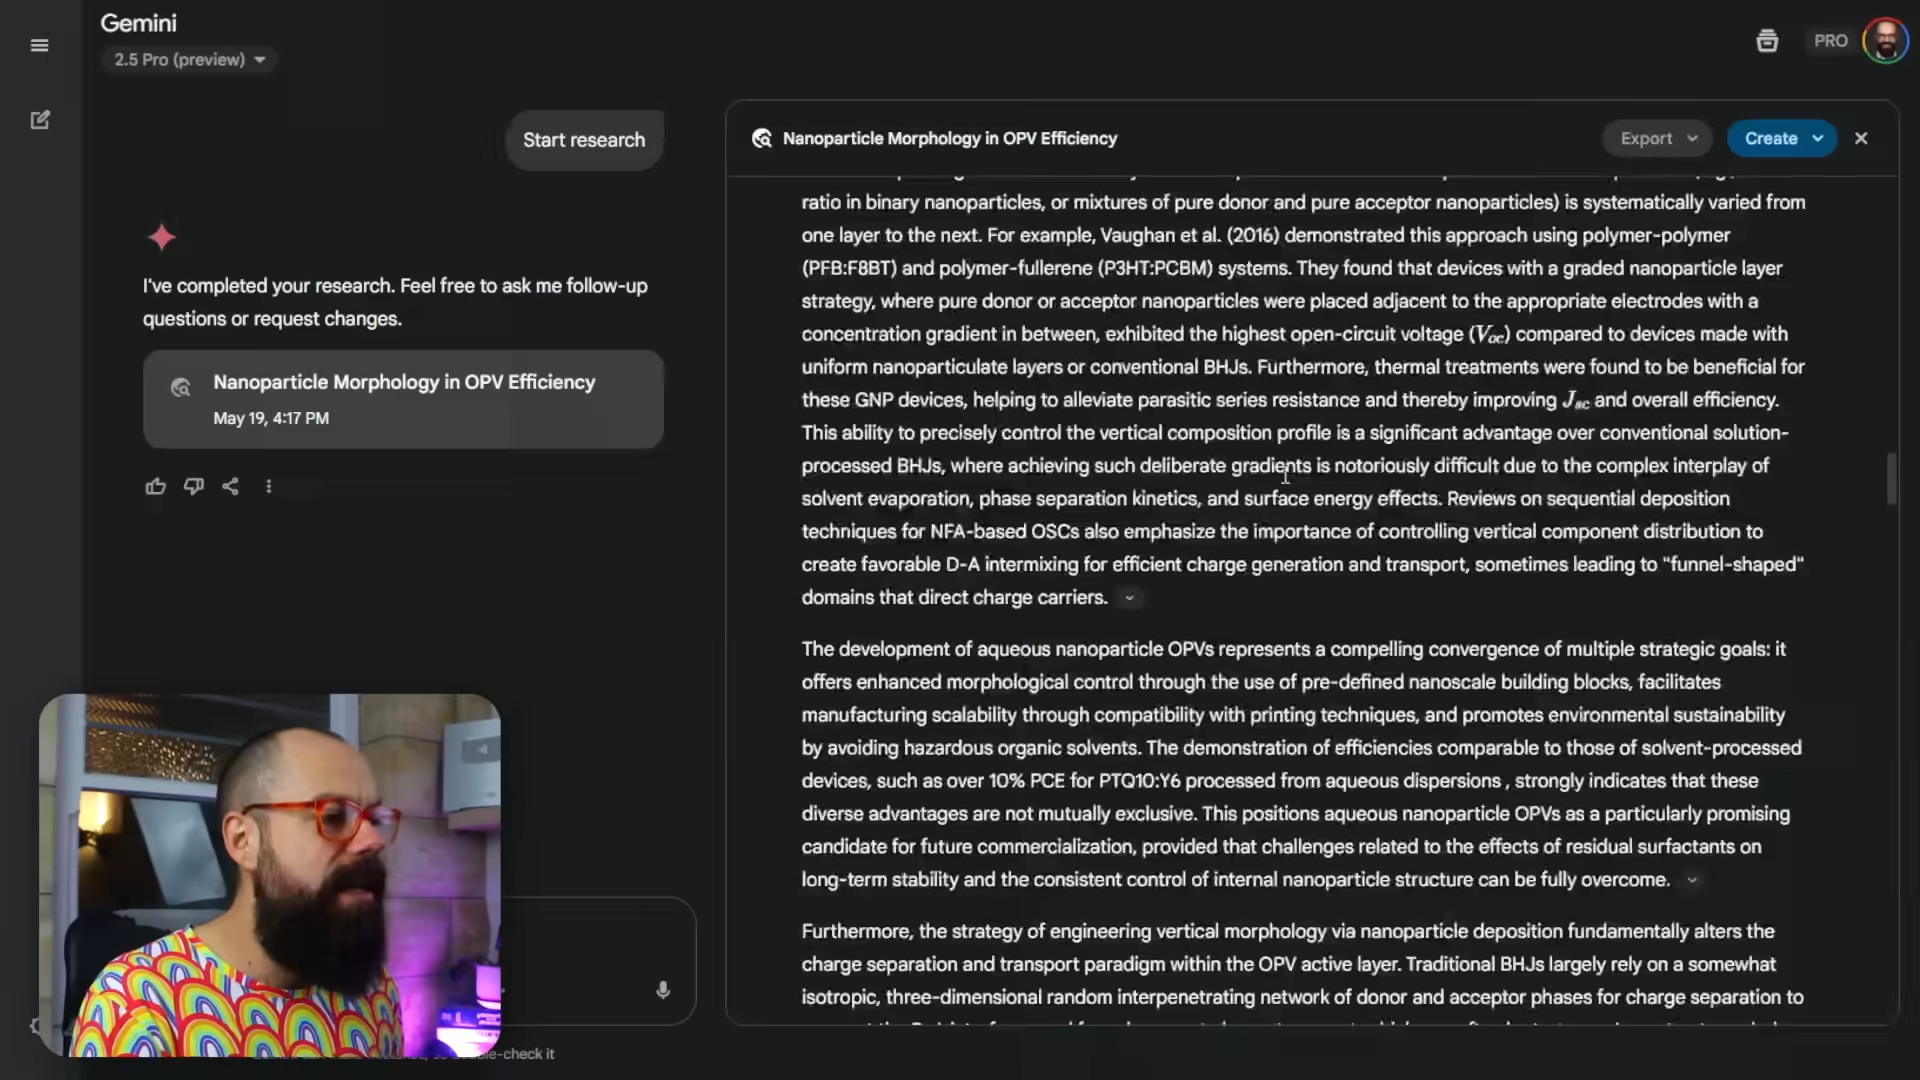 Gemini
2.5 Pro (preview)
PRO
Start research
I've completed your research. Feel free to ask me follow-up
questions or request changes.
Nanoparticle Morphology in OPV Efficiency
May 19, 4:17 PM
double-check it
Nanoparticle Morphology in OPV Efficiency
Export
Create
ratio in binary nanoparticles, or mixtures of pure donor and pure acceptor nanoparticles) is systematically varied from
one layer to the next. For example, Vaughan et al. (2016) demonstrated this approach using polymer-polymer
(PFB:F8BT) and polymer-fullerene (P3HT:PCBM) systems. They found that devices with a graded nanoparticle layer
strategy, where pure donor or acceptor nanoparticles were placed adjacent to the appropriate electrodes with a
concentration gradient in between, exhibited the highest open-circuit voltage (Voc) compared to devices made with
uniform nanoparticulate layers or conventional BHJs. Furthermore, thermal treatments were found to be beneficial for
these GNP devices, helping to alleviate parasitic series resistance and thereby improving Jsc and overall efficiency.
This ability to precisely control the vertical composition profile is a significant advantage over conventional solution-
processed BHJs, where achieving such deliberate gradients is notoriously difficult due to the complex interplay of
solvent evaporation, phase separation kinetics, and surface energy effects. Reviews on sequential deposition
techniques for NFA-based OSCs also emphasize the importance of controlling vertical component distribution to
create favorable D-A intermixing for efficient charge generation and transport, sometimes leading to "funnel-shaped"
domains that direct charge carriers.
The development of aqueous nanoparticle OPVs represents a compelling convergence of multiple strategic goals: it
offers enhanced morphological control through the use of pre-defined nanoscale building blocks, facilitates
manufacturing scalability through compatibility with printing techniques, and promotes environmental sustainability
by avoiding hazardous organic solvents. The demonstration of efficiencies comparable to those of solvent-processed
devices, such as over 10% PCE for PTQ10:Y6 processed from aqueous dispersions , strongly indicates that these
diverse advantages are not mutually exclusive. This positions aqueous nanoparticle OPVs as a particularly promising
candidate for future commercialization, provided that challenges related to the effects of residual surfactants on
long-term stability and the consistent control of internal nanoparticle structure can be fully overcome.
Furthermore, the strategy of engineering vertical morphology via nanoparticle deposition fundamentally alters the
charge separation and transport paradigm within the OPV active layer. Traditional BHJs largely rely on a somewhat
isotropic, three-dimensional random interpenetrating network of donor and acceptor phases for charge separation to